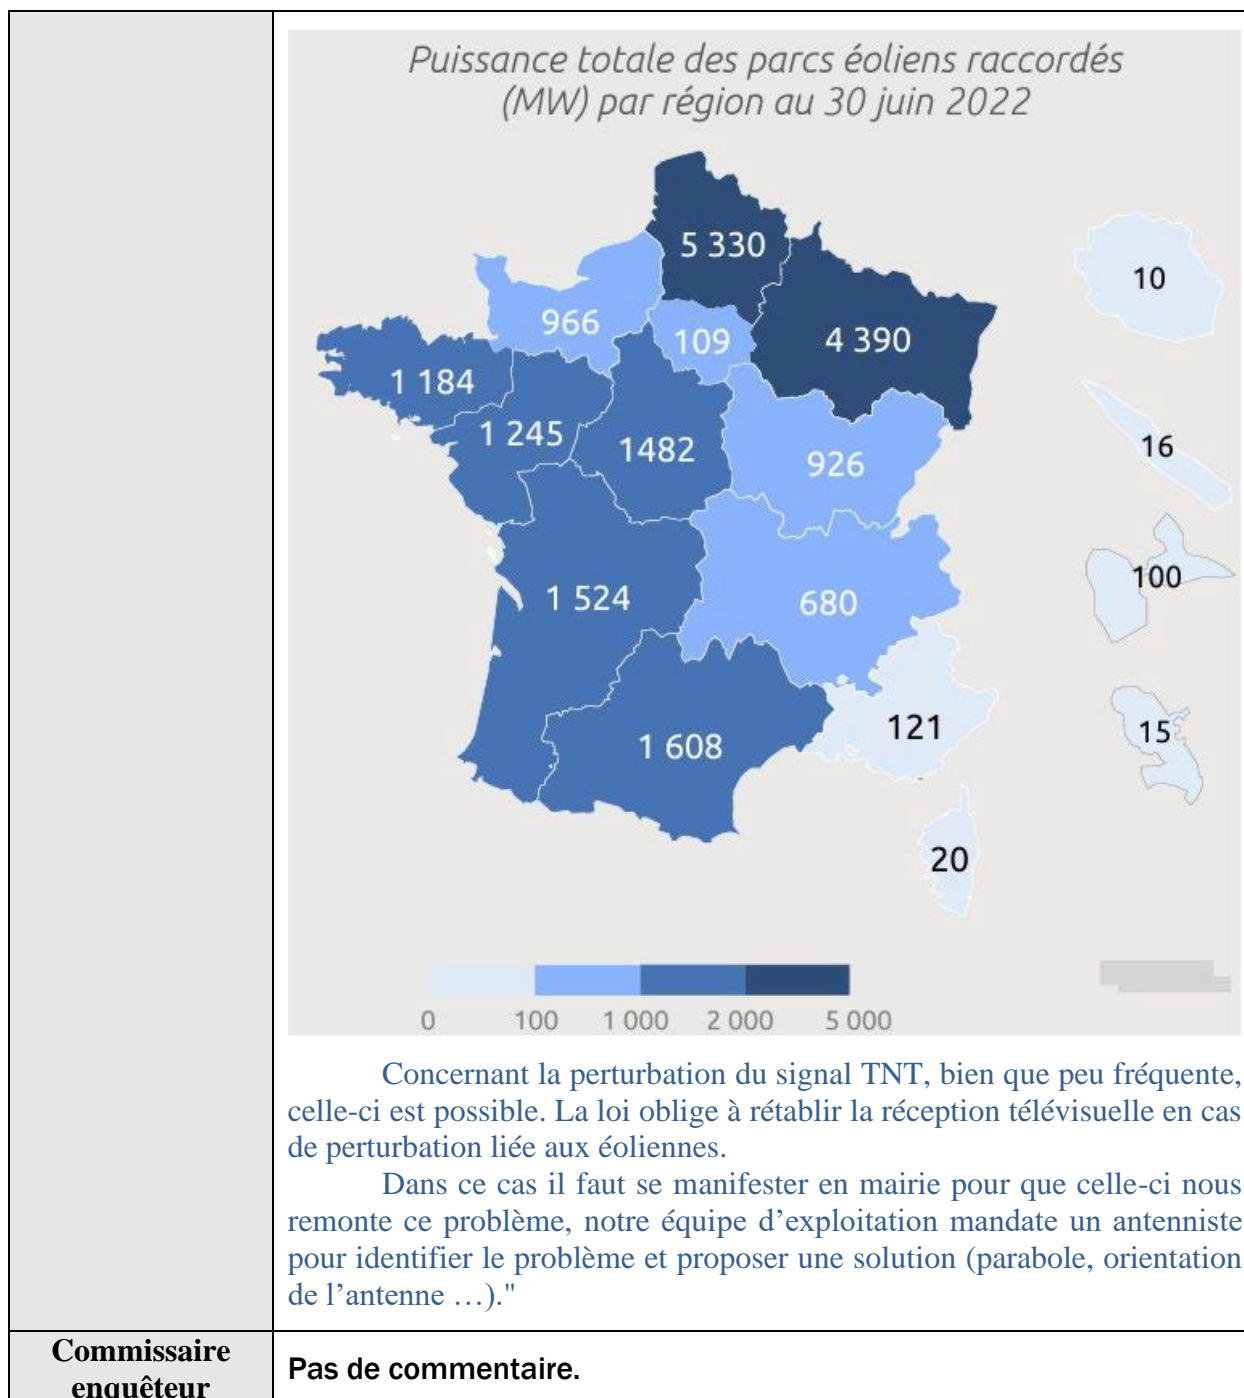 Puissance totale des parcs éoliens raccordés
(MW) par région au 30 juin 2022
5 330
10
966
109
4 390
1 184
1 245
1482
926
16
100
1 524
680
121
15
1 608
20
0 100 1 000 2 000 5 000
Concernant la perturbation du signal TNT, bien que peu fréquente,
celle-ci est possible. La loi oblige à rétablir la réception télévisuelle en cas
de perturbation liée aux éoliennes.
Dans ce cas il faut se manifester en mairie pour que celle-ci nous
remonte ce problème, notre équipe d’exploitation mandate un antenniste
pour identifier le problème et proposer une solution (parabole, orientation
de l’antenne …)."
Commissaire
enquêteur
Pas de commentaire.